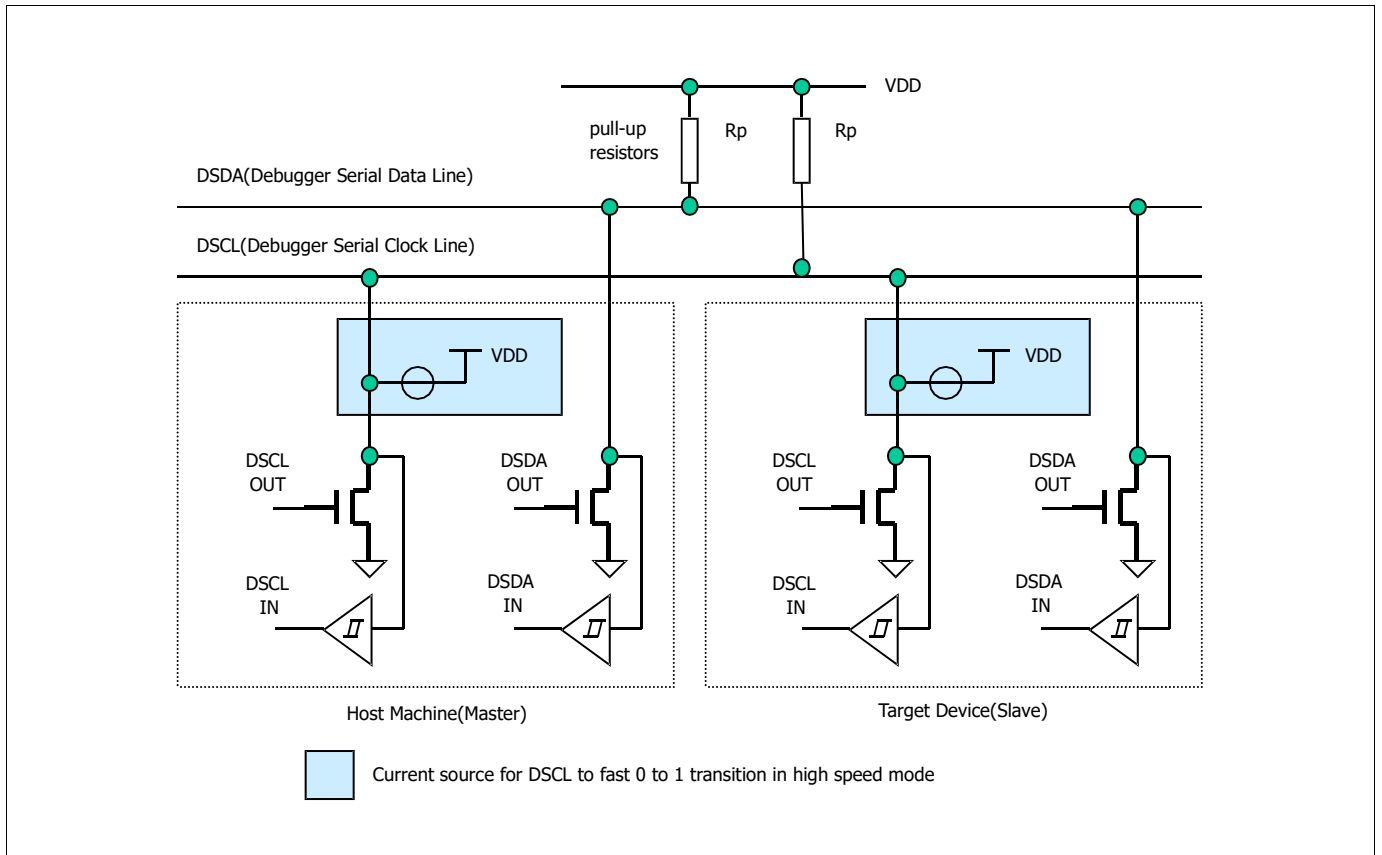 VDD
pull-up
resistors
Rp
Rp
DSDA(Debugger Serial Data Line)
DSCL(Debugger Serial Clock Line)
VDD
VDD
DSCL
OUT
DSDA
OUT
DSCL
OUT
DSDA
OUT
DSCL
IN
DSDA
IN
DSCL
IN
DSDA
IN
Host Machine(Master)
Target Device(Slave)
Current source for DSCL to fast 0 to 1 transition in high speed mode